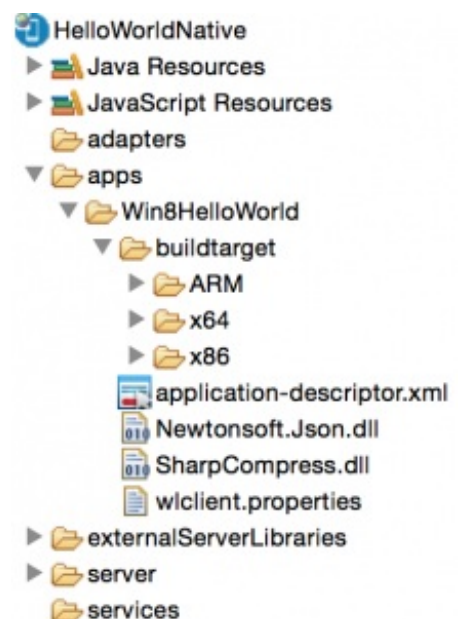 HelloWorldNative
Java Resources
JavaScript Resources
adapters
apps
Win8HelloWorld
buildtarget
ARM
x64
x86
application-descriptor.xml
Newtonsoft.Json.dll
SharpCompress.dll
wlclient.properties
externalServerLibraries
server
services